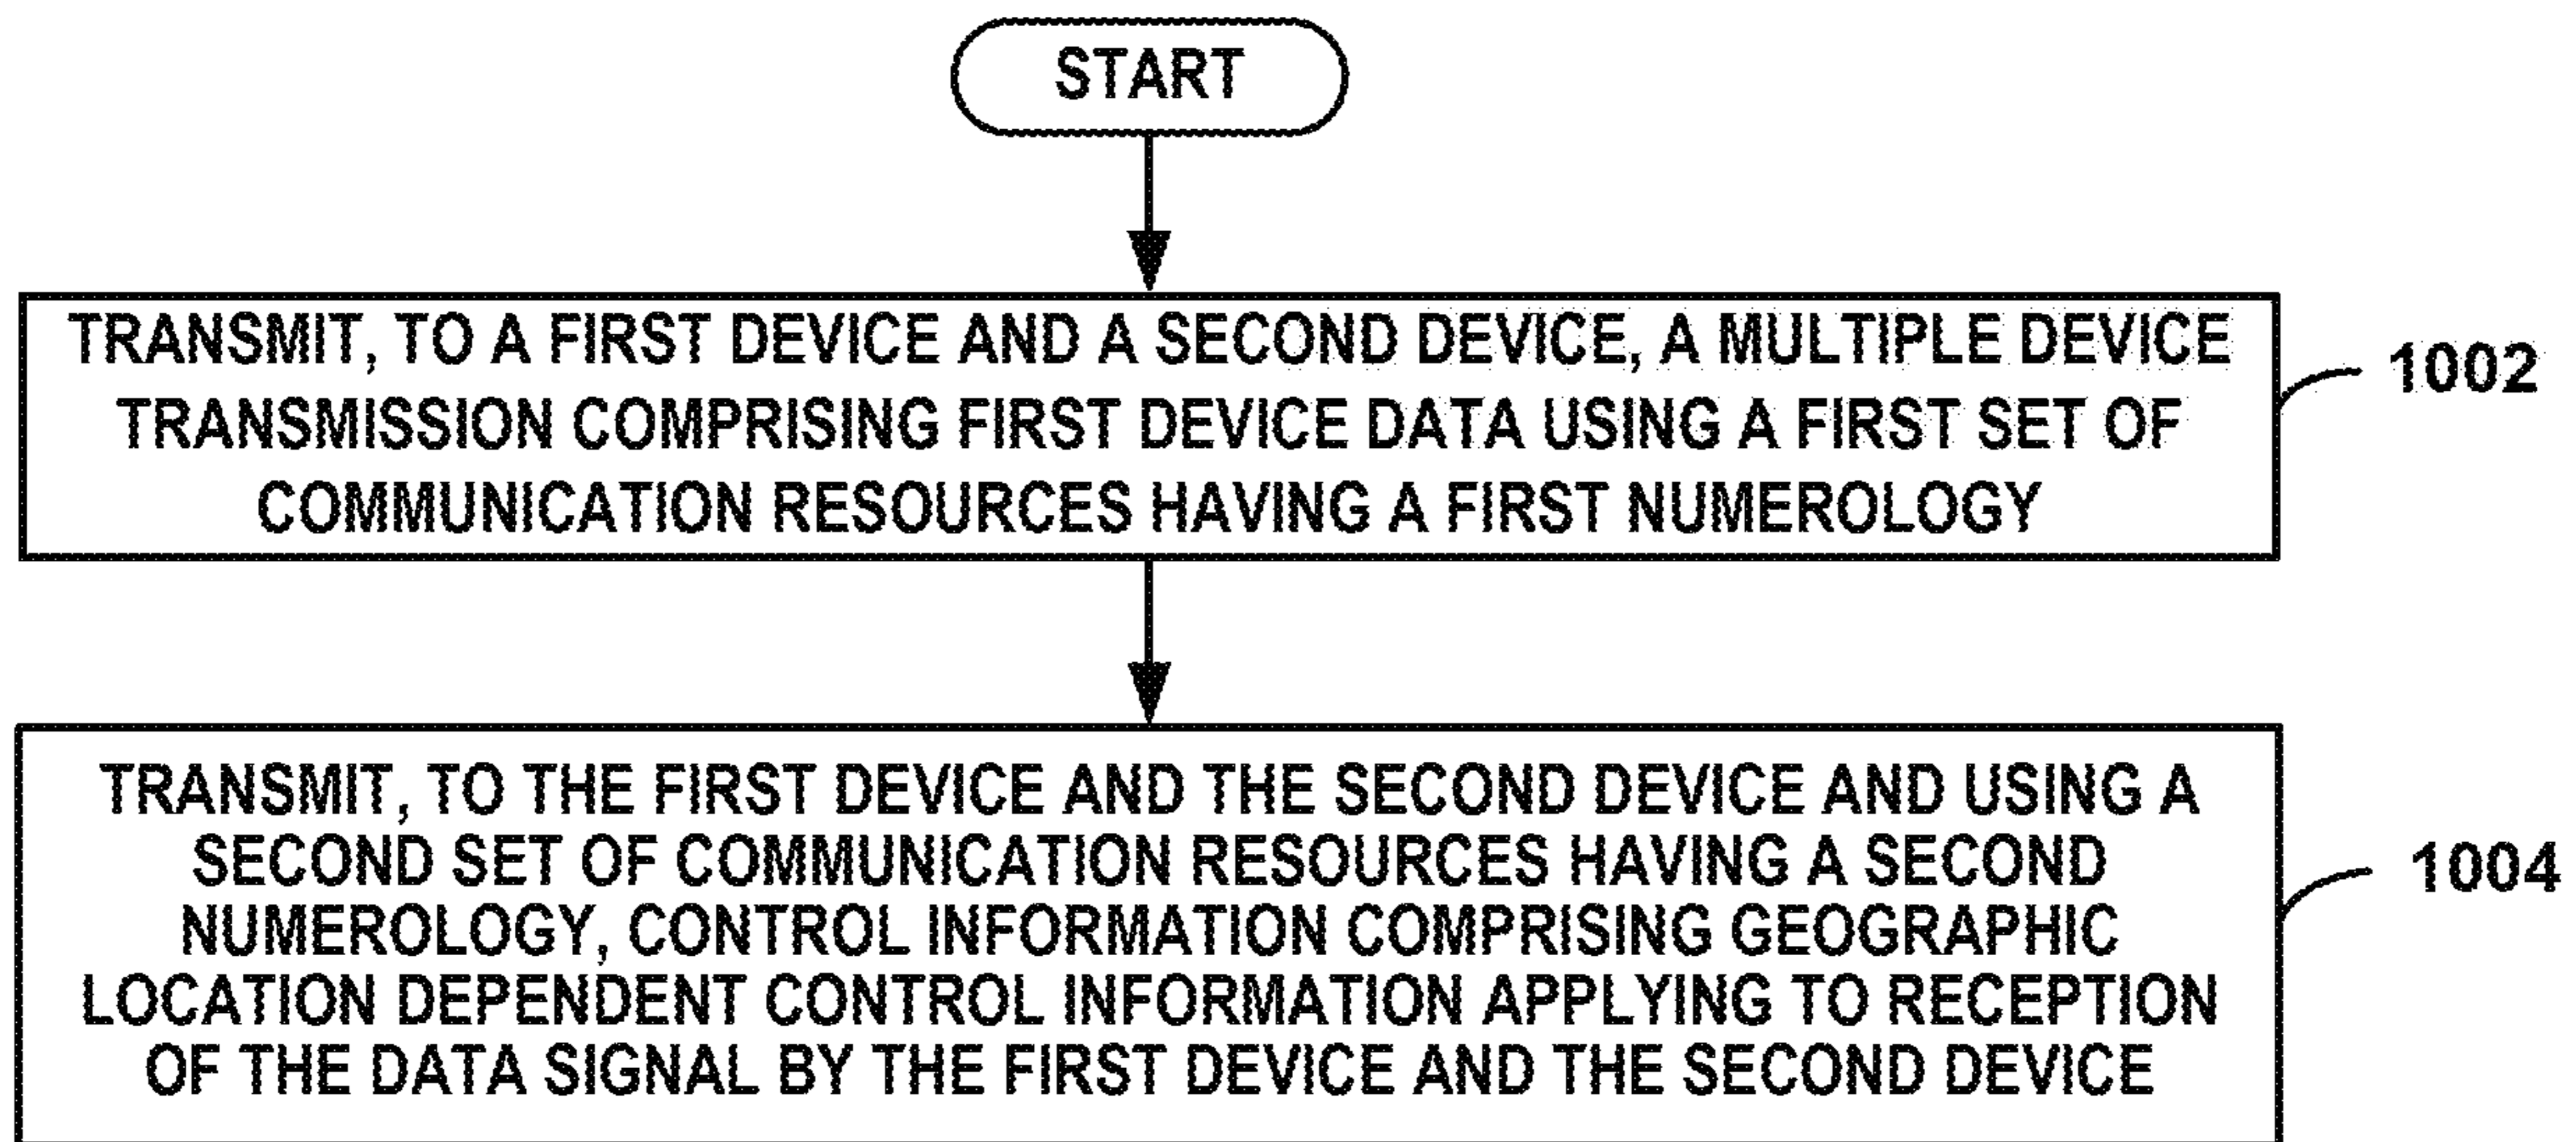 START
TRANSMIT, TO A FIRST DEVICE AND A SECOND DEVICE, A MULTIPLE DEVICE
TRANSMISSION COMPRISING FIRST DEVICE DATA USING A FIRST SET OF
COMMUNICATION RESOURCES HAVING A FIRST NUMEROLOGY
1002
TRANSMIT, TO THE FIRST DEVICE AND THE SECOND DEVICE AND USING A
SECOND SET OF COMMUNICATION RESOURCES HAVING A SECOND
NUMEROLOGY, CONTROL INFORMATION COMPRISING GEOGRAPHIC
LOCATION DEPENDENT CONTROL INFORMATION APPLYING TO RECEPTION
OF THE DATA SIGNAL BY THE FIRST DEVICE AND THE SECOND DEVICE
1004